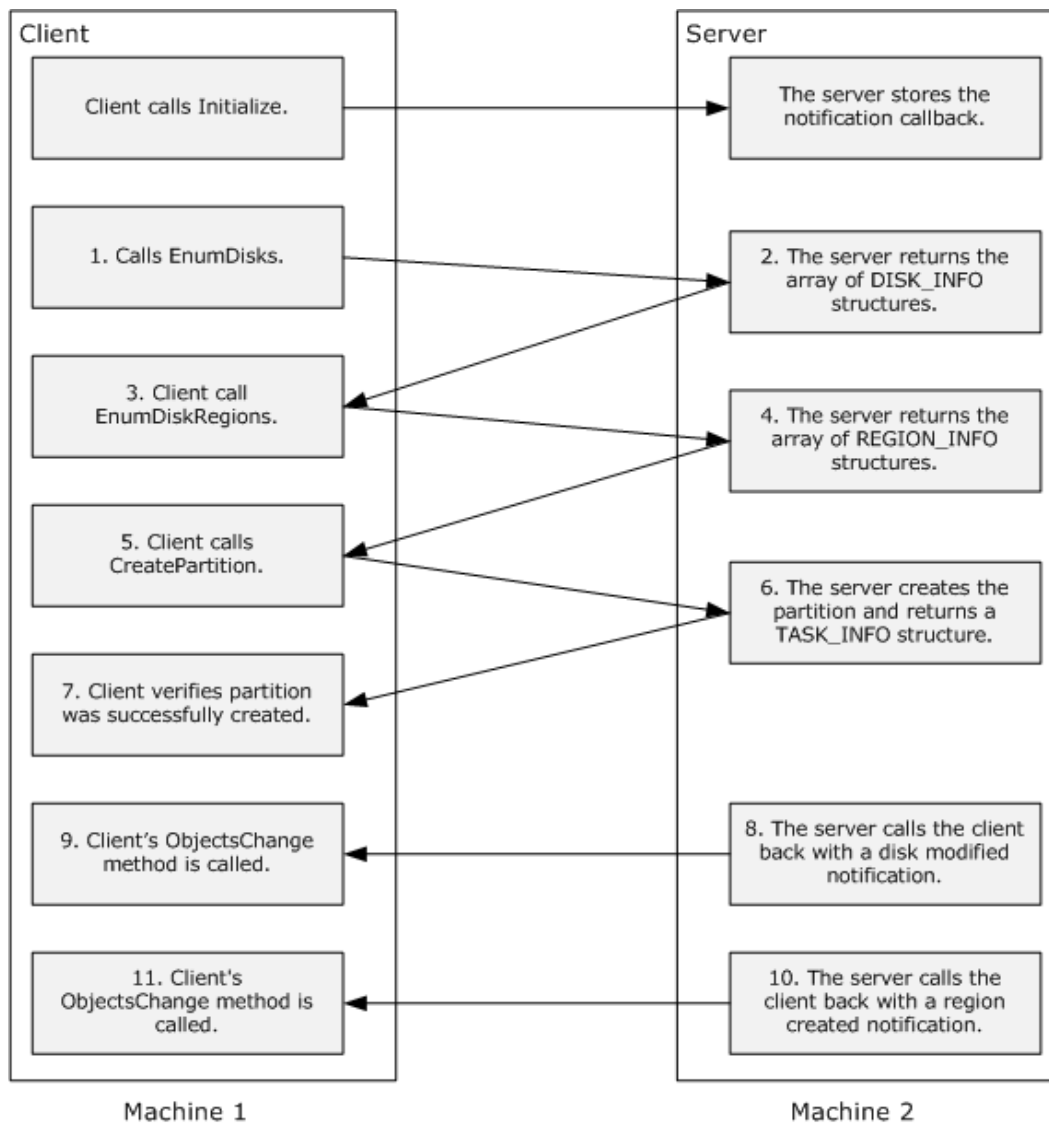 Client
Server
Client calls Initialize.
The server stores the
notification callback.
1. Calls EnumDisks.
2. The server returns the
array of DISK_INFO
structures.
3. Client call
EnumDiskRegions.
4. The server returns the
array of REGION_INFO
structures.
5. Client calls
CreatePartition.
6. The server creates the
partition and returns a
TASK_INFO structure.
7. Client verifies partition
was successfully created.
8. The server calls the client
back with a disk modified
notification.
9. Client’s ObjectsChange
method is called.
10. The server calls the
client back with a region
created notification.
11. Client's
ObjectsChange method is
called.
Machine 1
Machine 2